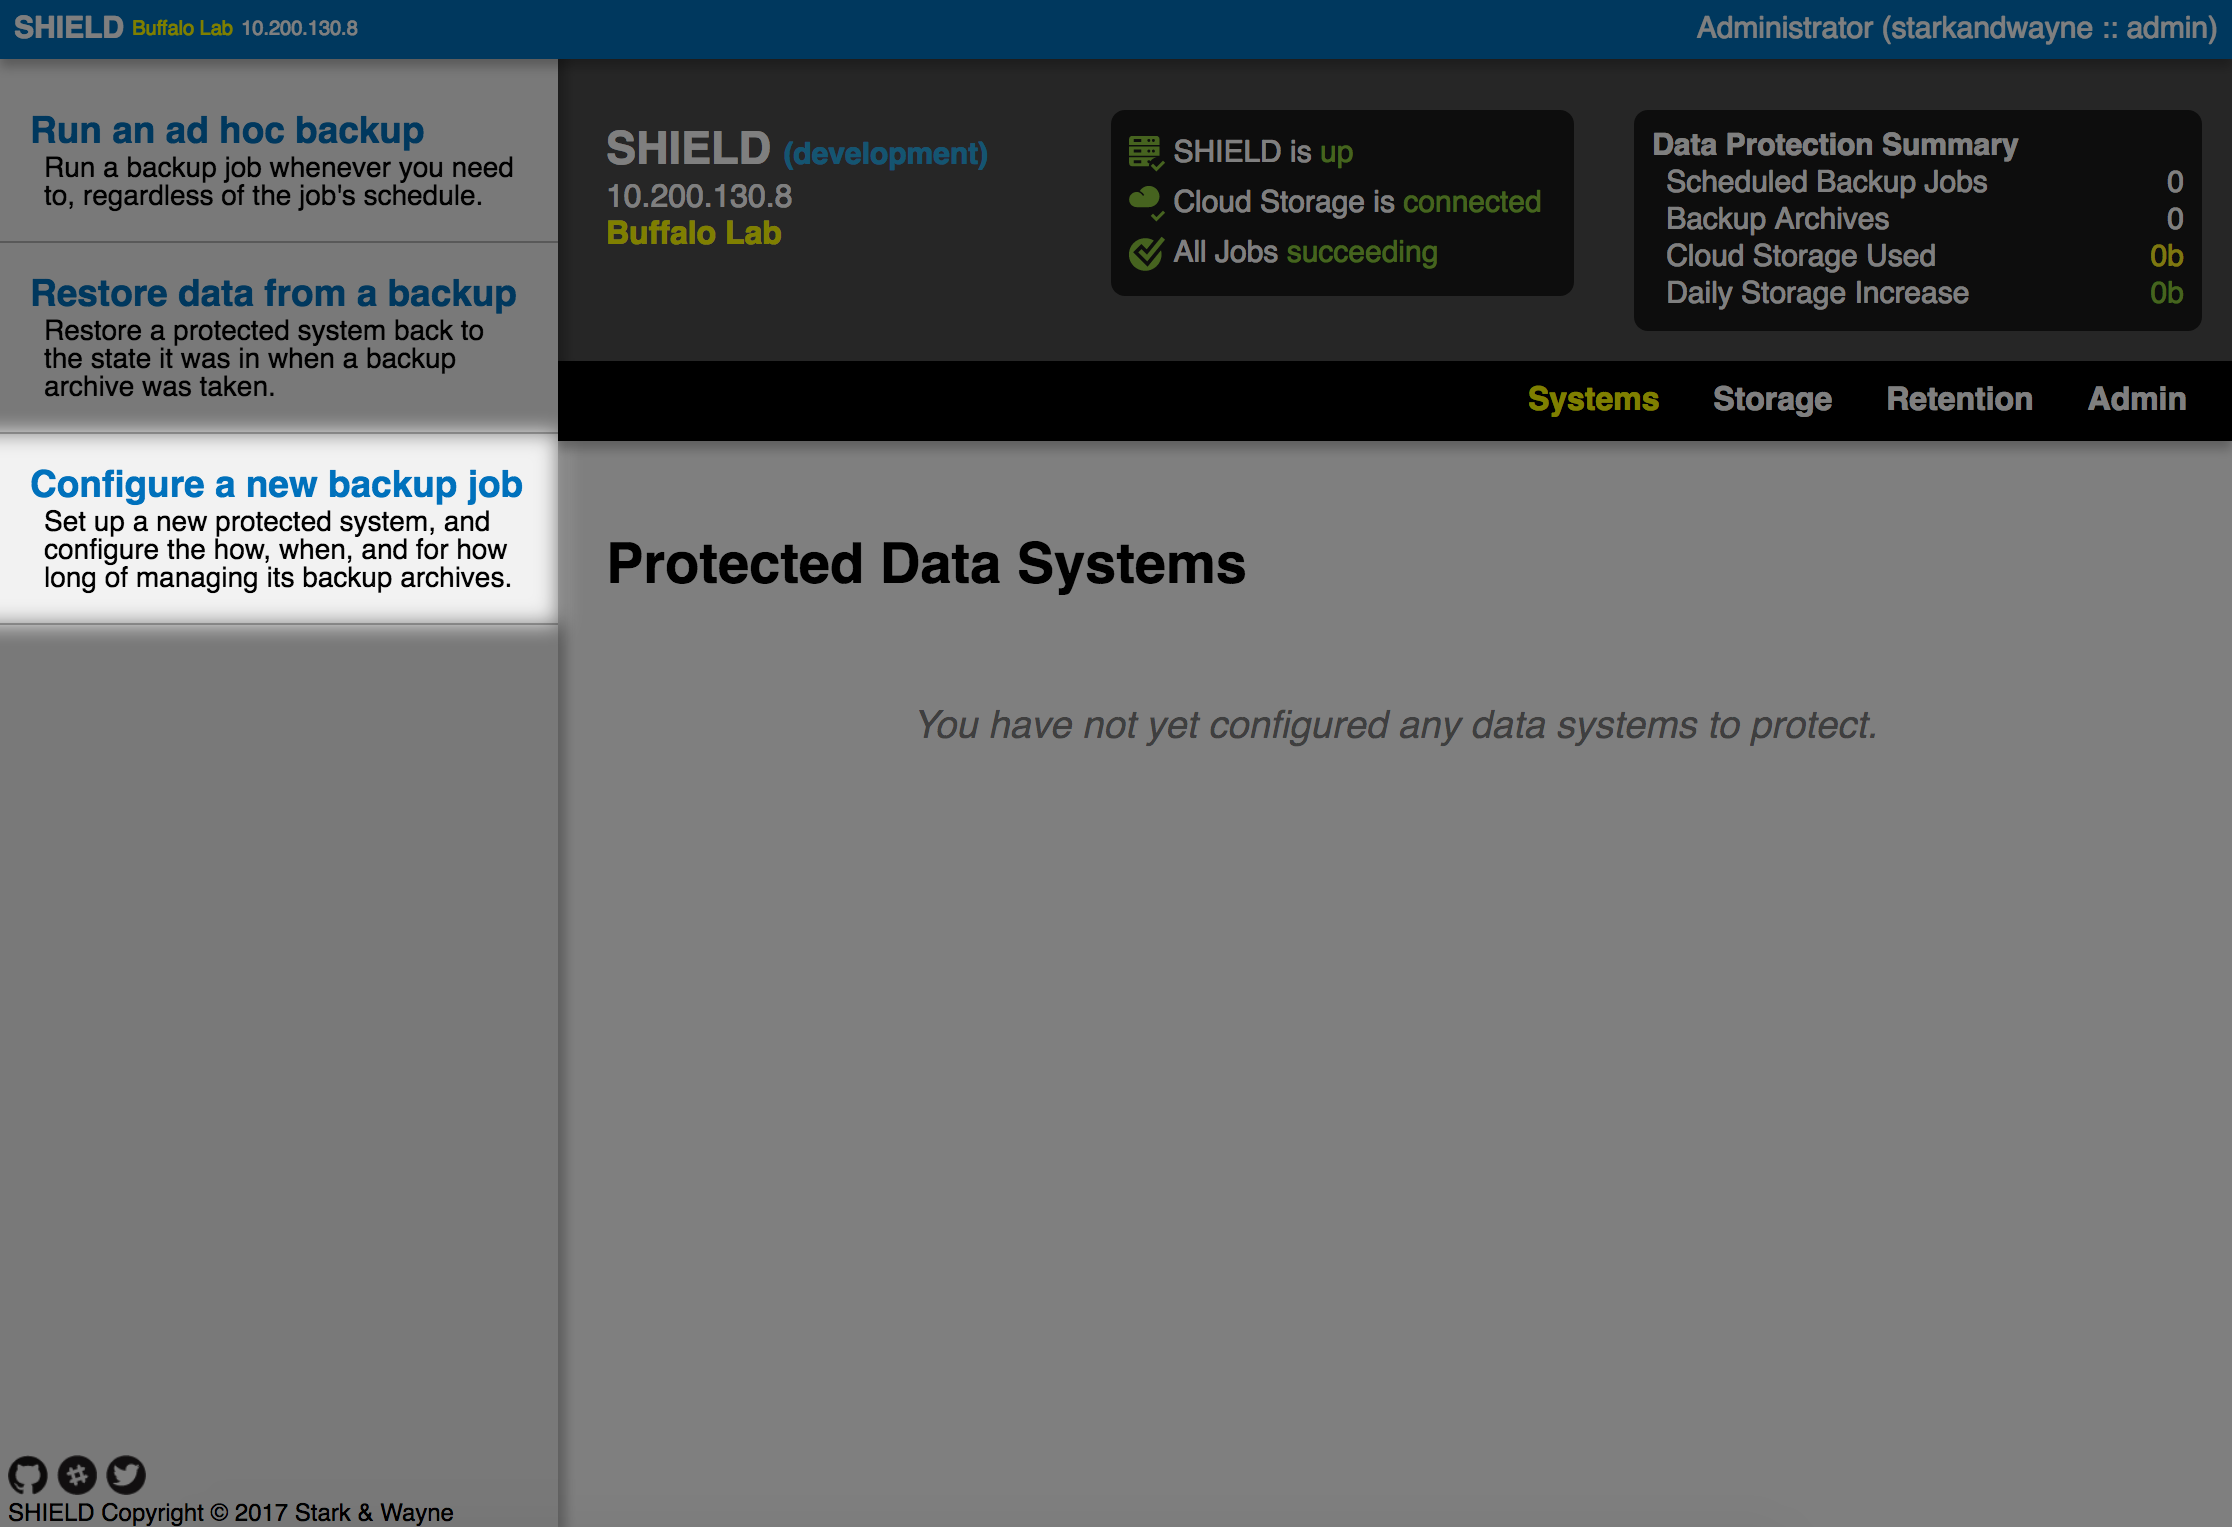 SHIELD Buffalo Lab 10.200.130.8
Administrator (starkandwayne :: admin)
Run an ad hoc backup
Run a backup job whenever you need
to, regardless of the job's schedule.
Restore data from a backup
Restore a protected system back to
the state it was in when a backup
archive was taken.
Configure a new backup job
Set up a new protected system, and
configure the how, when, and for how
long of managing its backup archives.
SHIELD (development)
10.200.130.8
Buffalo Lab
SHIELD is up
Cloud Storage is connected
All Jobs succeeding
Data Protection Summary
Scheduled Backup Jobs 0
Backup Archives 0
Cloud Storage Used 0b
Daily Storage Increase 0b
Systems Storage Retention Admin
Protected Data Systems
You have not yet configured any data systems to protect.
SHIELD Copyright © 2017 Stark & Wayne